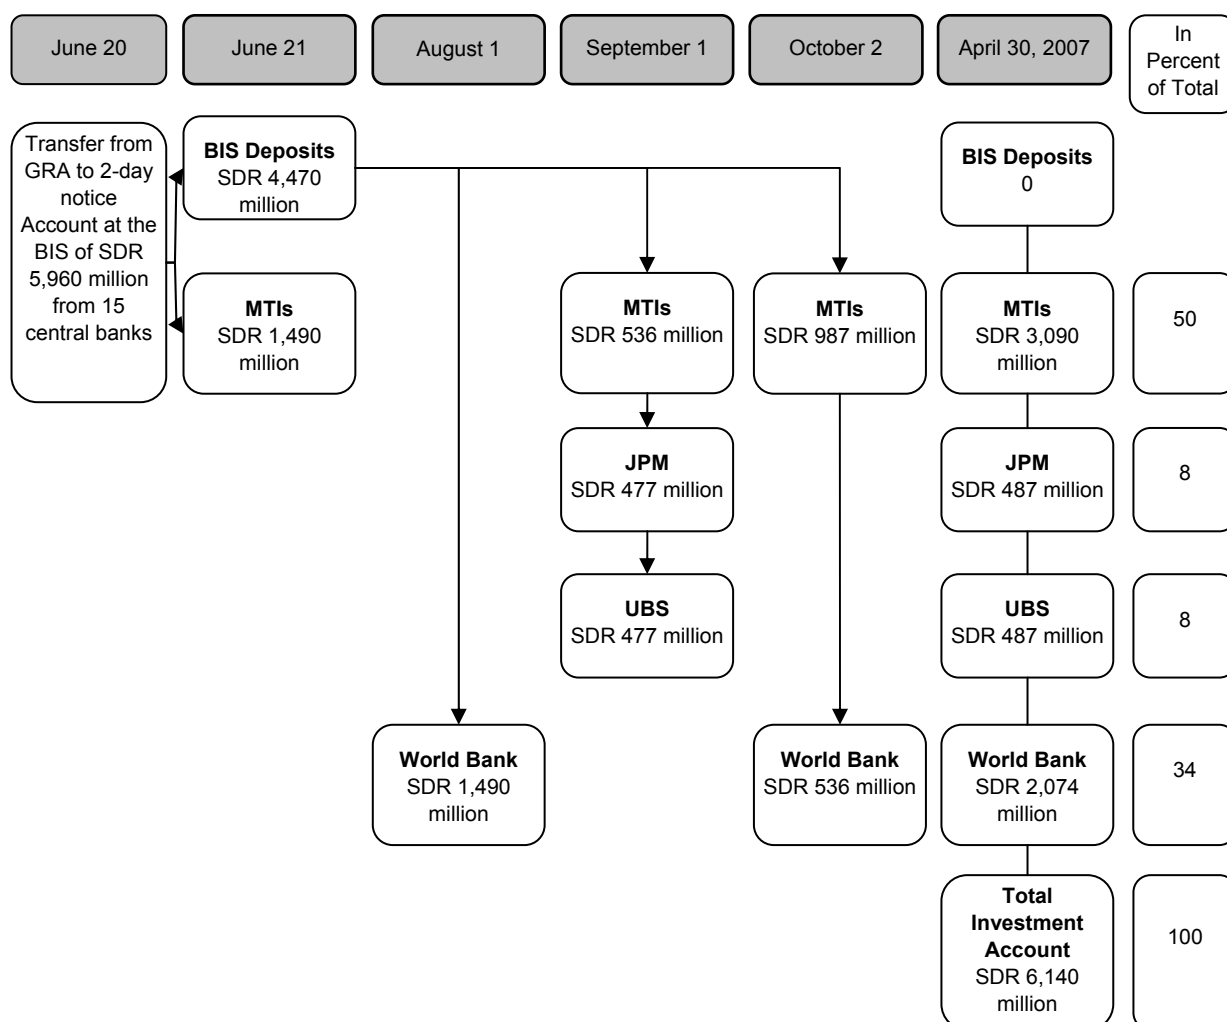 June 20
June 21
August 1
September 1
October 2
April 30, 2007
In
Percent
of Total
Transfer from
GRA to 2-day
notice
Account at the
BIS of SDR
5,960 million
from 15
central banks
BIS Deposits
SDR 4,470
million
BIS Deposits
0
MTIs
SDR 1,490
million
MTIs
SDR 536 million
MTIs
SDR 987 million
MTIs
SDR 3,090
million
50
JPM
SDR 477 million
JPM
SDR 487 million
8
UBS
SDR 477 million
UBS
SDR 487 million
8
World Bank
SDR 1,490
million
World Bank
SDR 536 million
World Bank
SDR 2,074
million
34
Total
Investment
Account
SDR 6,140
million
100